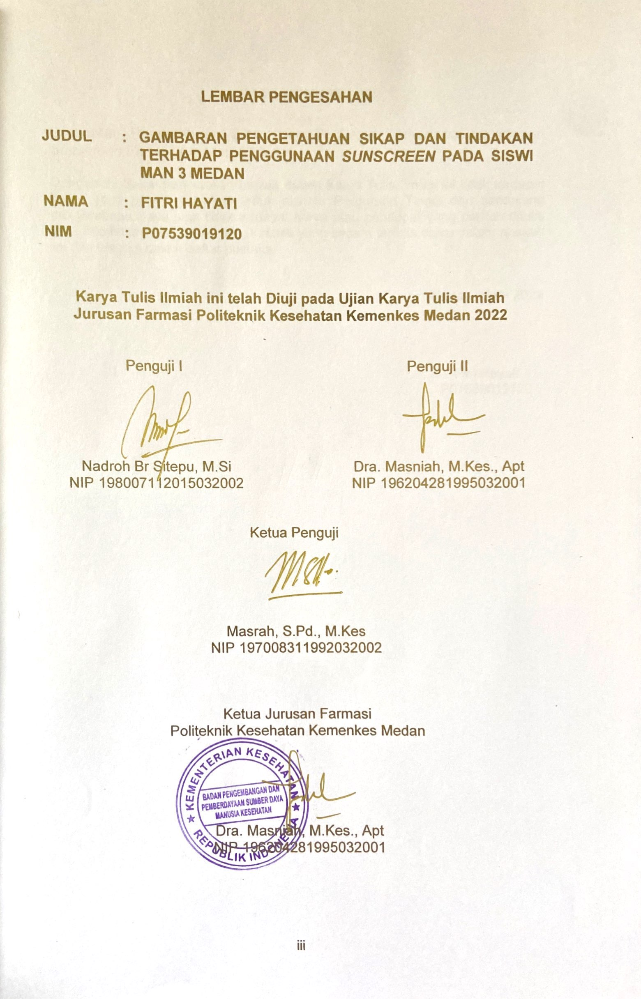 LEMBAR PENGESAHAN
JUDUL : GAMBARAN PENGETAHUAN SIKAP DAN TINDAKAN
TERHADAP PENGGUNAAN SUNSCREEN PADA SISWI
MAN 3 MEDAN
NAMA : FITRI HAYATI
NIM : P07539019120
Karya Tulis Ilmiah ini telah Diuji pada Ujian Karya Tulis Ilmiah
Jurusan Farmasi Politeknik Kesehatan Kemenkes Medan 2022
Penguji I
Penguji II
Nadroh Br Sitepu, M.Si
NIP 198007112015032002
Dra. Masniah, M.Kes., Apt
NIP 196204281995032001
Ketua Penguji
Masrah, S.Pd., M.Kes
NIP 197008311992032002
Ketua Jurusan Farmasi
Politeknik Kesehatan Kemenkes Medan
KEMENTERIAN KESEHATAN
BADAN PENGEMBANGAN DAN
PEMBERDAYAAN SUMBER DAYA
MANUSIA KESEHATAN
REPUBLIK INDONESIA
Dra. Masniah, M.Kes., Apt
NIP 196204281995032001
iii